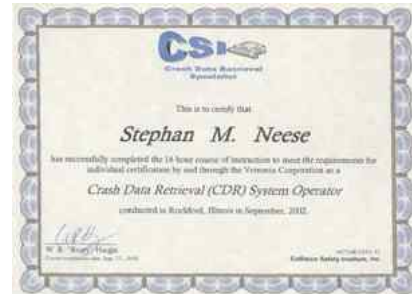 CSI
Crash Data Retrieval
Specialist
This is to certify that
Stephan M. Neese
has successfully completed the 16 hour course of instruction to meet the requirements for
individual certification by and through the Vetronix Corporation as a
Crash Data Retrieval (CDR) System Operator
conducted in Rockford, Illinois in September, 2002.
W. R. "Rusty" Haight
Collision Safety Institute, Inc.